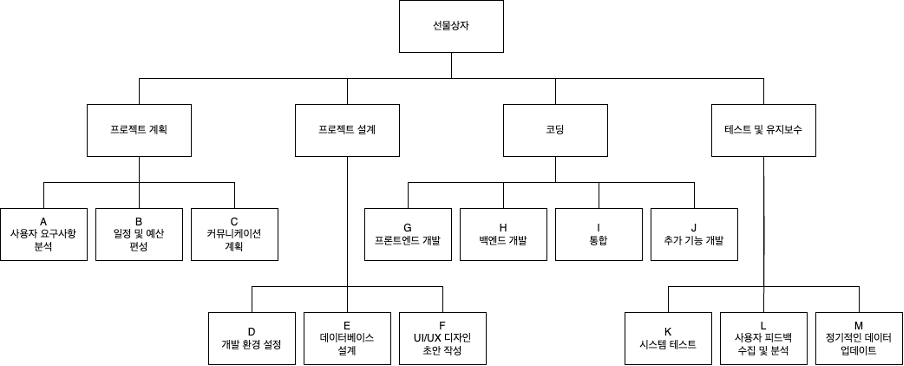 선물상자
프로젝트 계획
프로젝트 설계
코딩
테스트 및 유지보수
A
사용자 요구사항
분석
B
일정 및 예산
편성
C
커뮤니케이션
계획
G
프론트엔드 개발
H
백엔드 개발
I
통합
J
추가 기능 개발
D
개발 환경 설정
E
데이터베이스
설계
F
UI/UX 디자인
초안 작성
K
시스템 테스트
L
사용자 피드백
수집 및 분석
M
정기적인 데이터
업데이트